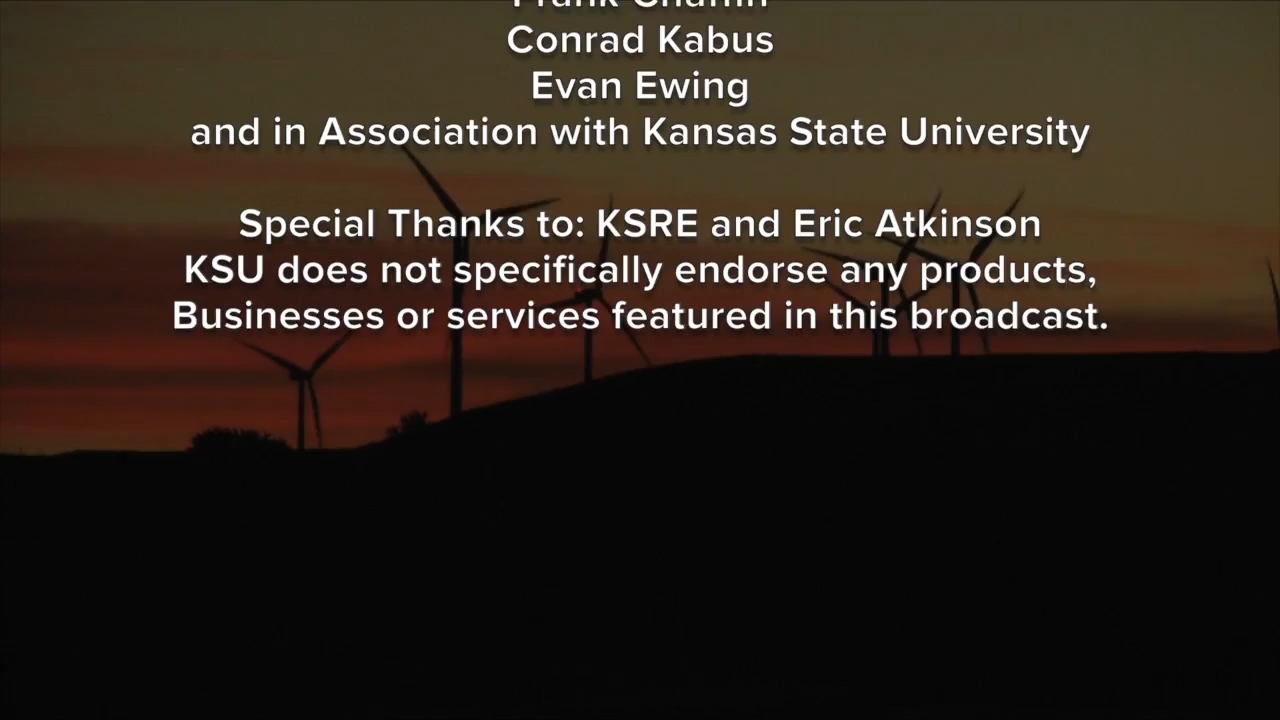 Conrad Kabus
Evan Ewing
and in Association with Kansas State University
Special Thanks to: KSRE and Eric Atkinson
KSU does not specifically endorse any products,
Businesses or services featured in this broadcast.